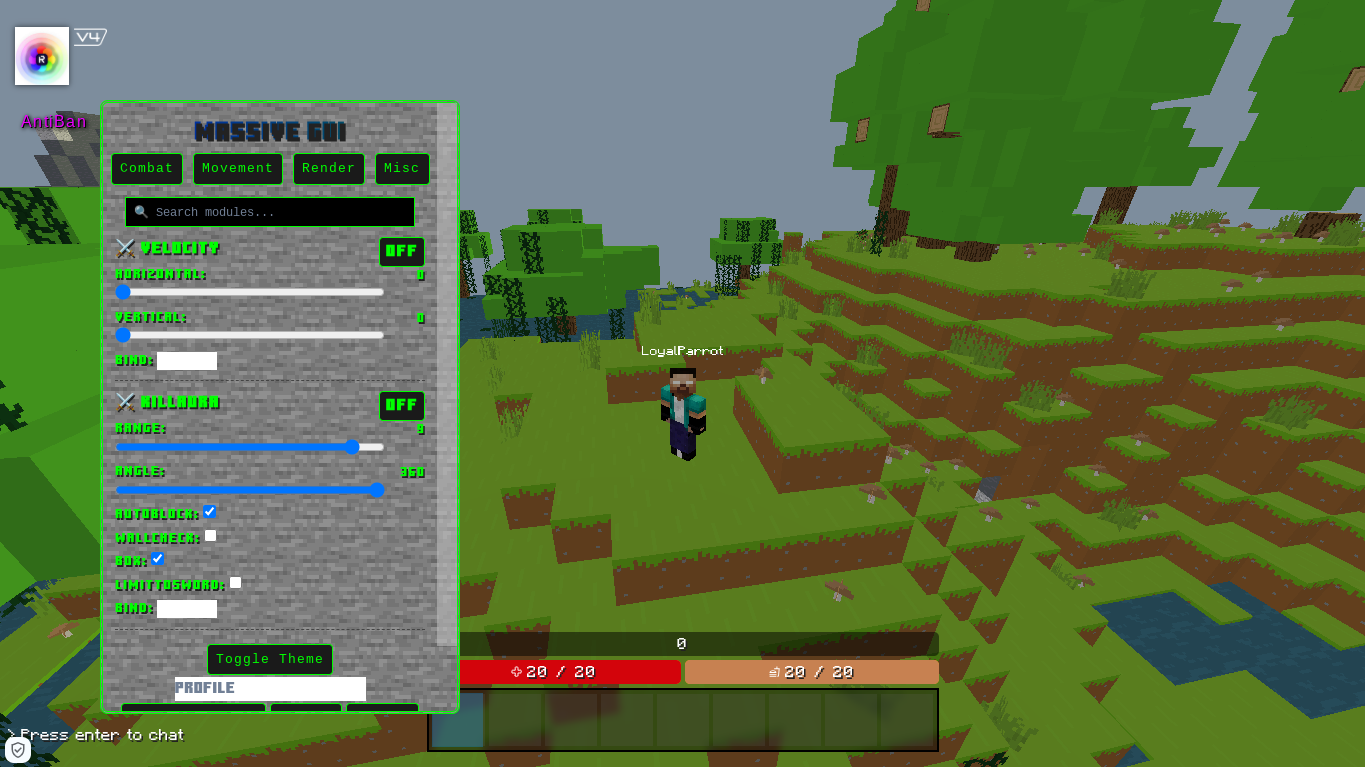 R
V4
AntiBan
MASSIVE GUI
Combat
Movement
Render
Misc
🔍 Search modules...
⚔️ VELOCITY
OFF
HORIZONTAL:
0
VERTICAL:
0
BIND:
⚔️ KILLAURA
OFF
RANGE:
9
ANGLE:
360
AUTOBLOCK:
WALLCHECK:
BOX:
LIMITTOSWORD:
BIND:
Toggle Theme
PROFILE
LoyalParrot
0
20 / 20
20 / 20
> Press enter to chat